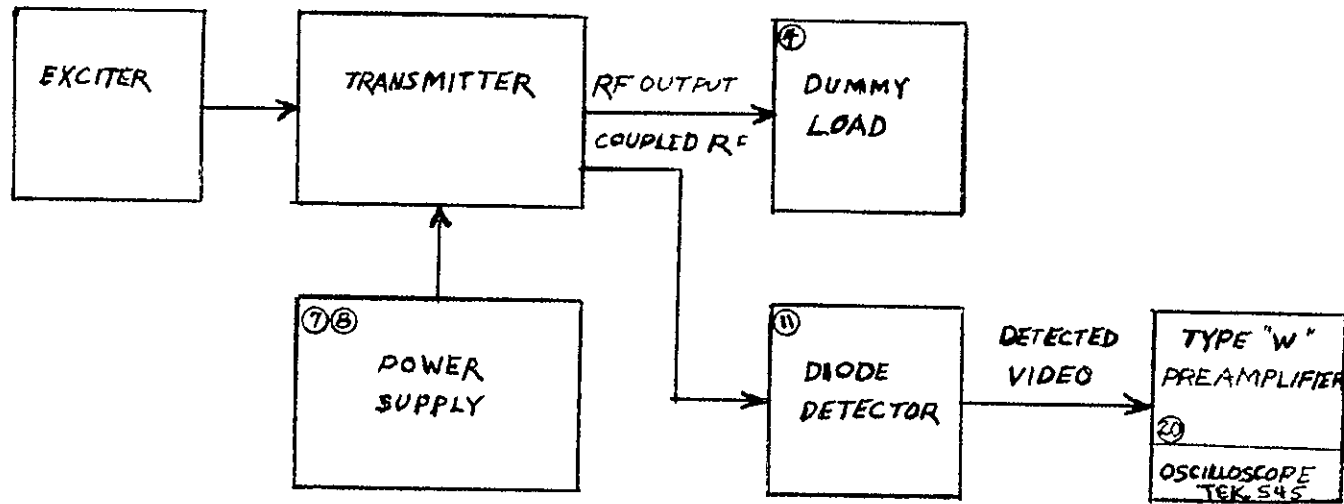 EXCITER
TRANSMITTER
RF OUTPUT
COUPLED RF
4
DUMMY
LOAD
7 8
POWER
SUPPLY
11
DIODE
DETECTOR
DETECTED
VIDEO
TYPE "W"
PREAMPLIFIER
20
OSCILLOSCOPE
TEK. 545